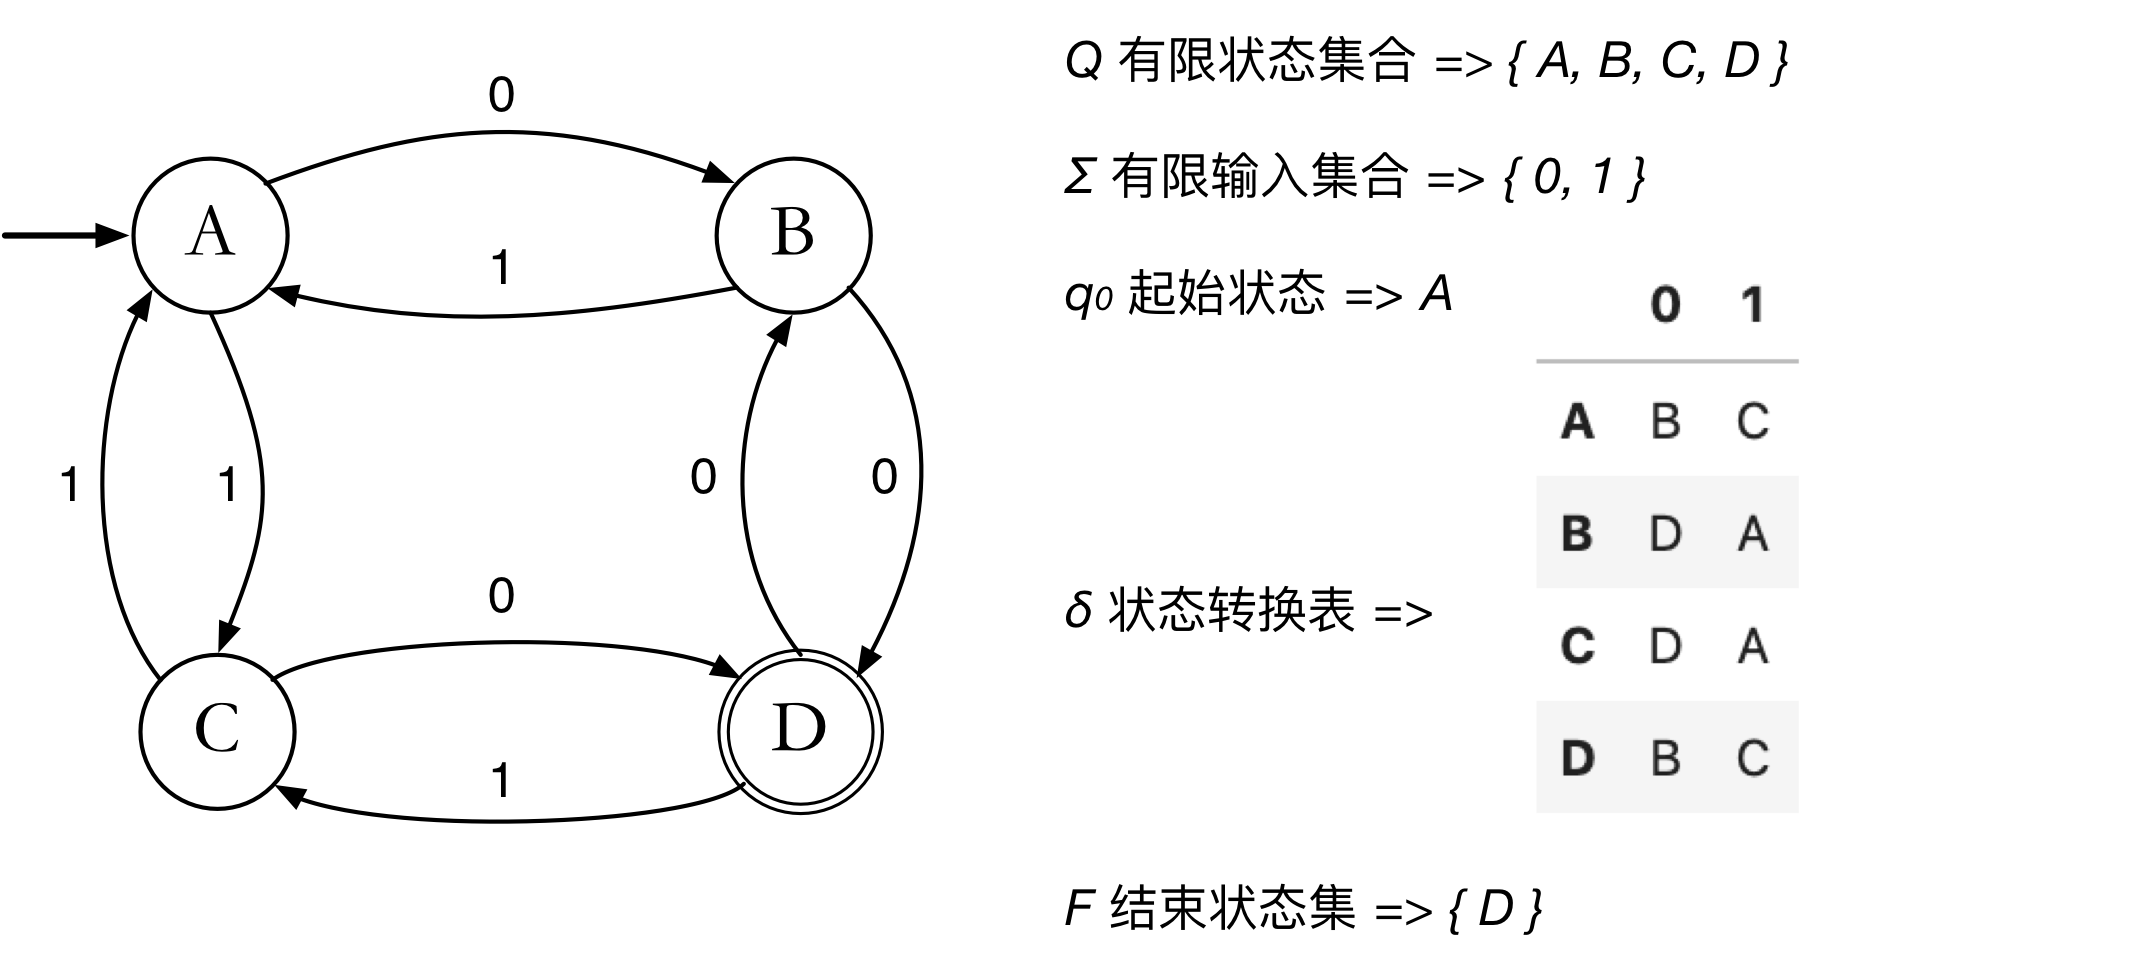 0
A
B
1
1
1
0
0
0
C
D
1
Q 有限状态集合 => { A, B, C, D }
Σ 有限输入集合 => { 0, 1 }
q0 起始状态 => A
0 1
A B C
B D A
δ 状态转换表 =>
C D A
D B C
F 结束状态集 => { D }